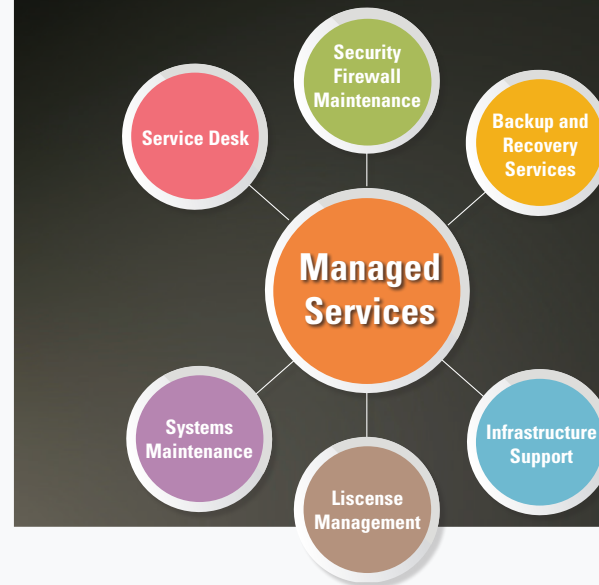 Security
Firewall
Maintenance
Service Desk
Backup and
Recovery
Services
Managed
Services
Systems
Maintenance
Infrastructure
Support
Liscense
Management